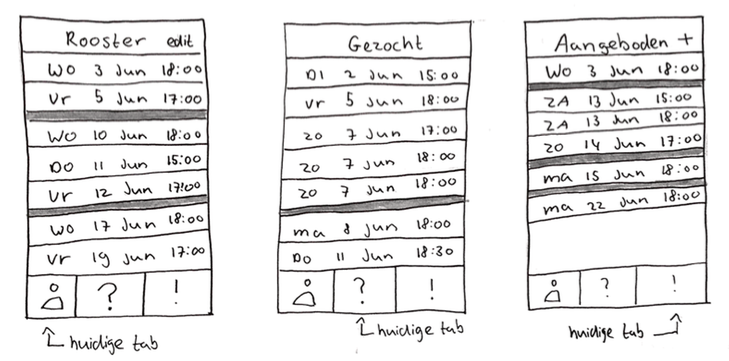 Rooster edit
Wo 3 Jun 18:00
Vr 5 Jun 17:00
Wo 10 Jun 18:00
Do 11 Jun 15:00
Vr 12 Jun 17:00
Wo 17 Jun 18:00
Vr 19 Jun 17:00
? !
huidige tab
Gezocht
Di 2 Jun 15:00
Vr 5 Jun 18:00
zo 7 Jun 17:00
zo 7 Jun 18:00
zo 7 Jun 18:00
ma 8 Jun 18:00
Do 11 Jun 18:30
? !
huidige tab
Aangeboden +
Wo 3 Jun 18:00
ZA 13 Jun 15:00
ZA 13 Jun 18:00
zo 14 Jun 17:00
ma 15 Jun 18:00
ma 22 Jun 18:00
? !
huidige tab